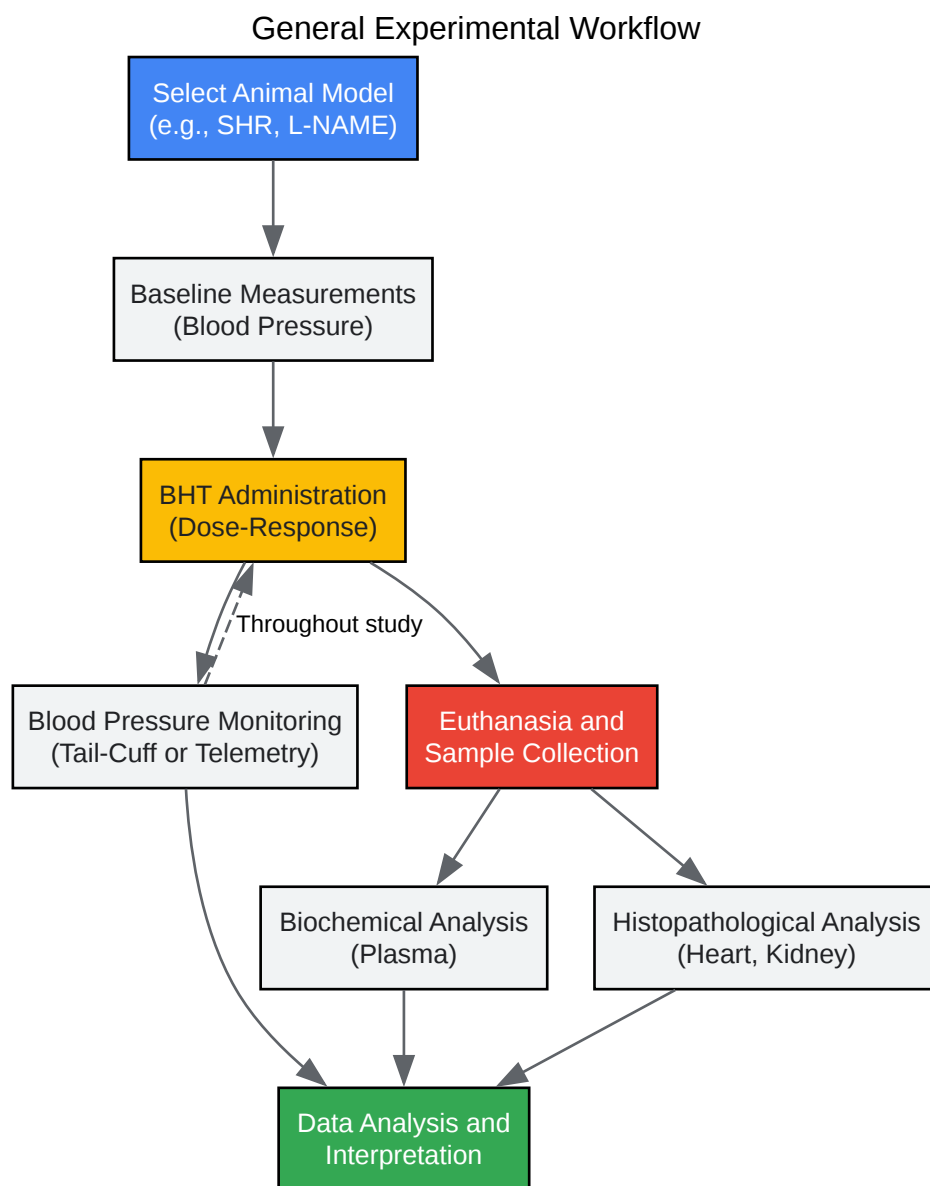 General Experimental Workflow
Select Animal Model
(e.g., SHR, L-NAME)
Baseline Measurements
(Blood Pressure)
BHT Administration
(Dose-Response)
Throughout study
Blood Pressure Monitoring
(Tail-Cuff or Telemetry)
Euthanasia and
Sample Collection
Biochemical Analysis
(Plasma)
Histopathological Analysis
(Heart, Kidney)
Data Analysis and
Interpretation